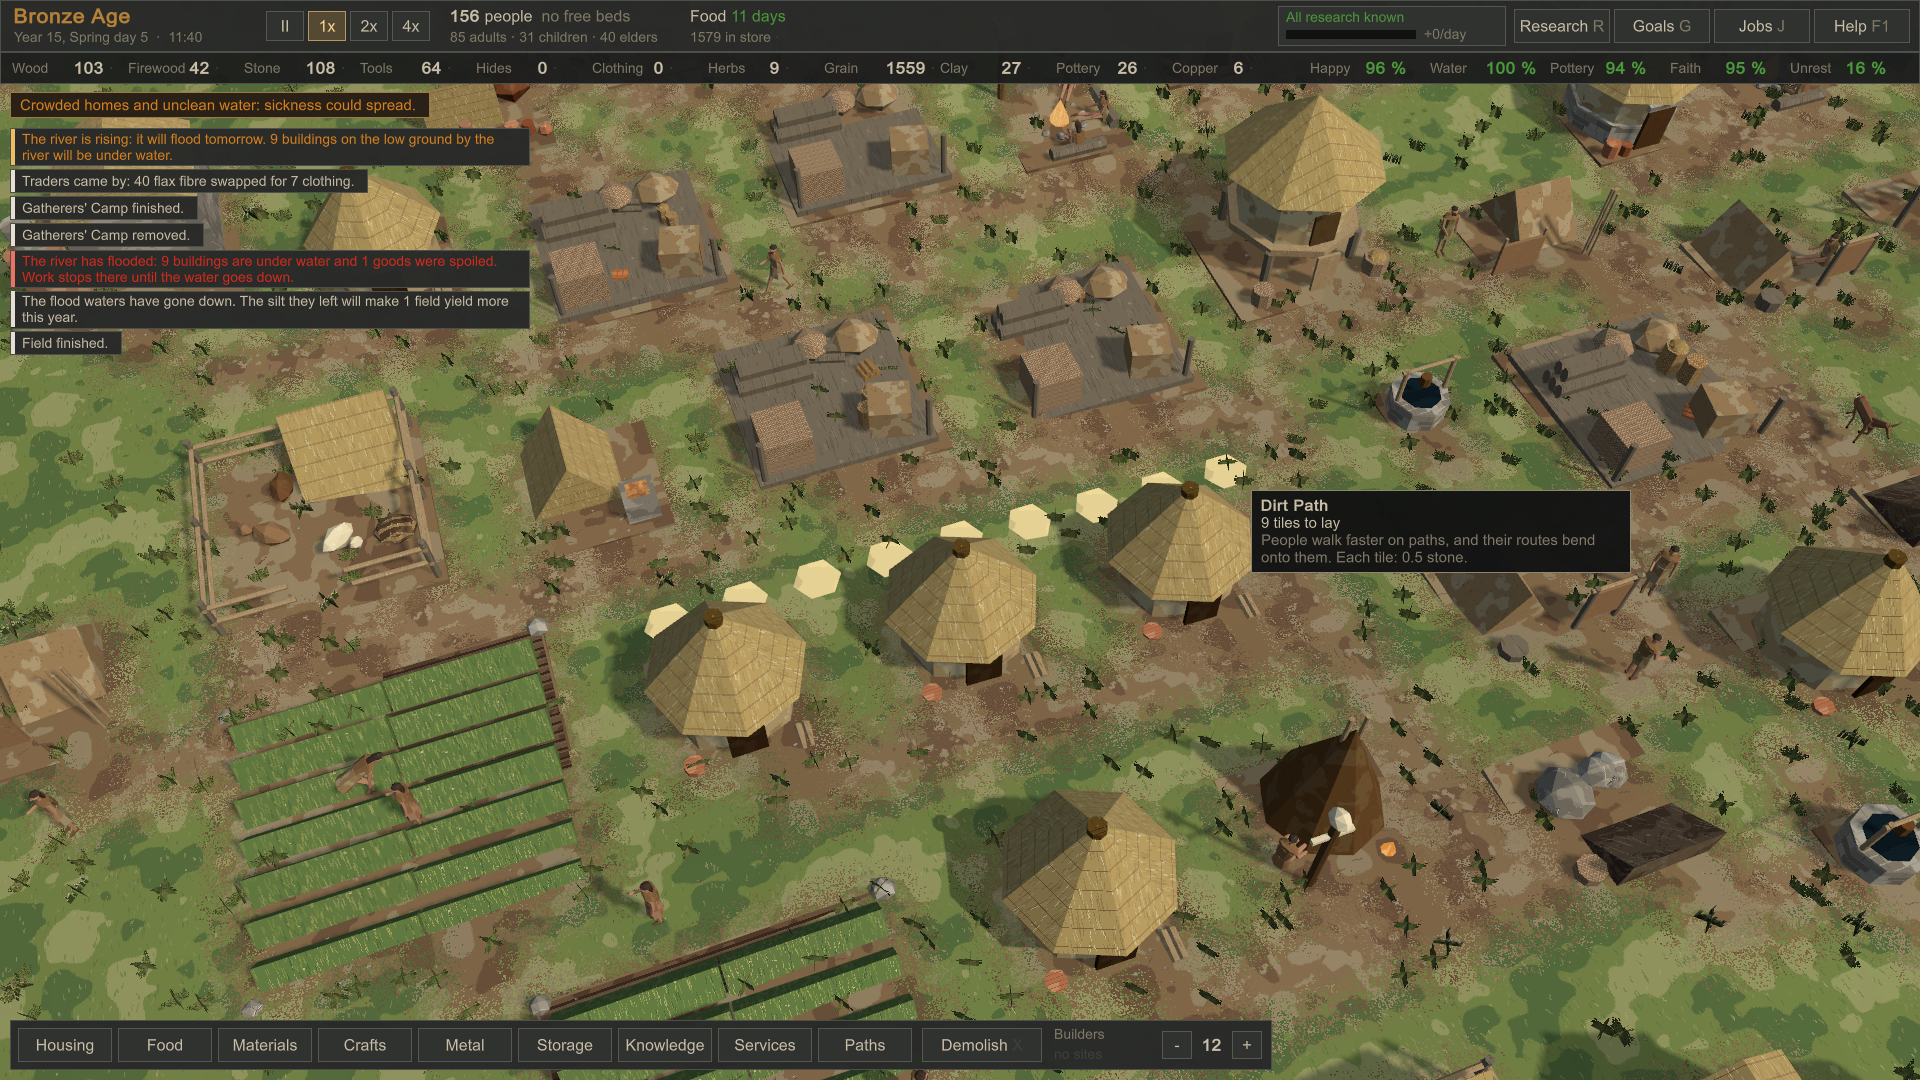 Bronze Age
Year 15, Spring day 5 · 11:40
II
1x
2x
4x
156 people no free beds
85 adults · 31 children · 40 elders
Food 11 days
1579 in store
All research known
+0/day
Research R
Goals G
Jobs J
Help F1
Wood 103
Firewood 42
Stone 108
Tools 64
Hides 0
Clothing 0
Herbs 9
Grain 1559
Clay 27
Pottery 26
Copper 6
Happy 96 %
Water 100 %
Pottery 94 %
Faith 95 %
Unrest 16 %
Crowded homes and unclean water: sickness could spread.
The river is rising: it will flood tomorrow. 9 buildings on the low ground by the
river will be under water.
Traders came by: 40 flax fibre swapped for 7 clothing.
Gatherers' Camp finished.
Gatherers' Camp removed.
The river has flooded: 9 buildings are under water and 1 goods were spoiled.
Work stops there until the water goes down.
The flood waters have gone down. The silt they left will make 1 field yield more
this year.
Field finished.
Dirt Path
9 tiles to lay
People walk faster on paths, and their routes bend
onto them. Each tile: 0.5 stone.
Housing
Food
Materials
Crafts
Metal
Storage
Knowledge
Services
Paths
Demolish X
Builders
no sites
-
12
+